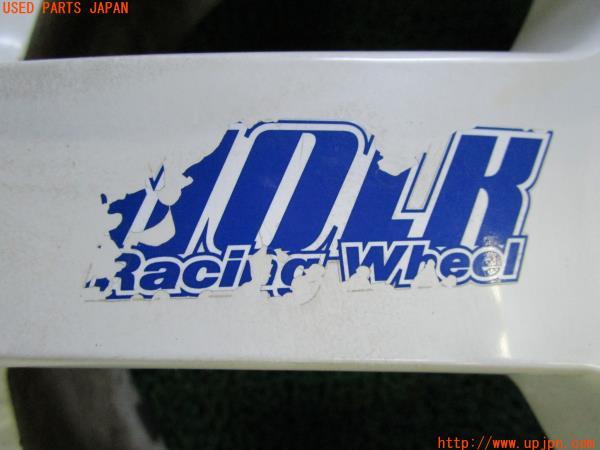 USED PARTS JAPAN
VOLK
Racing Wheel
http://www.upjpn.com